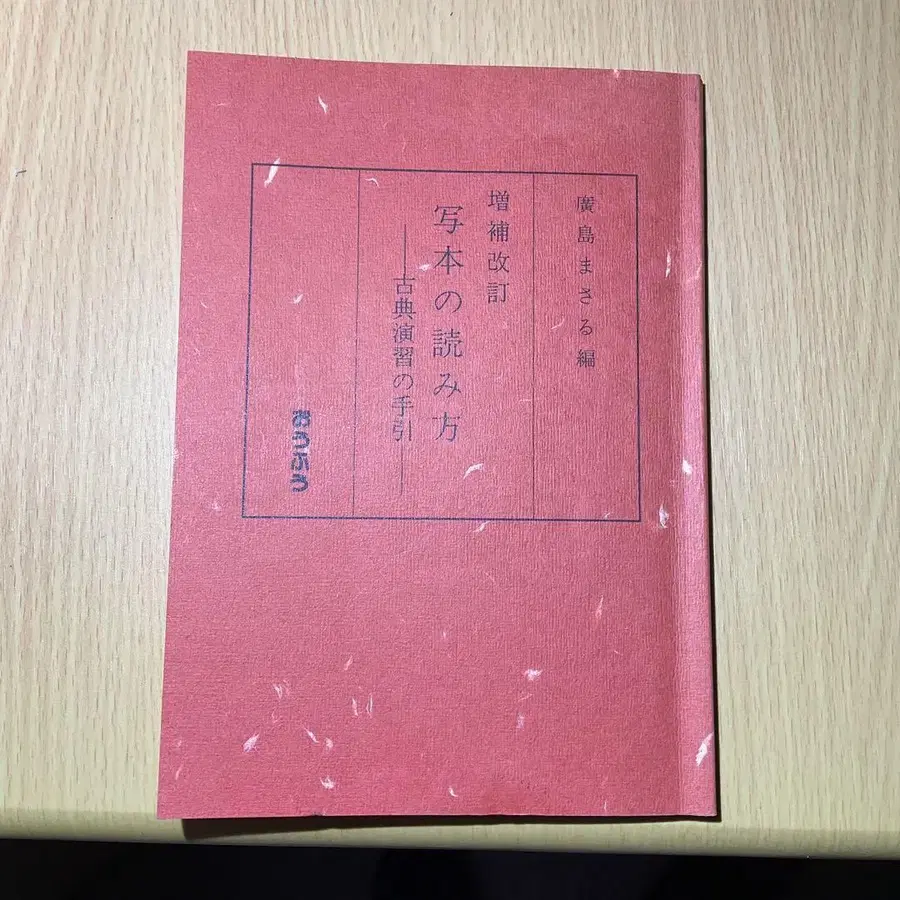 廣島まさる編
増補改訂
写本の読み方
——古典演習の手引——
おうふう